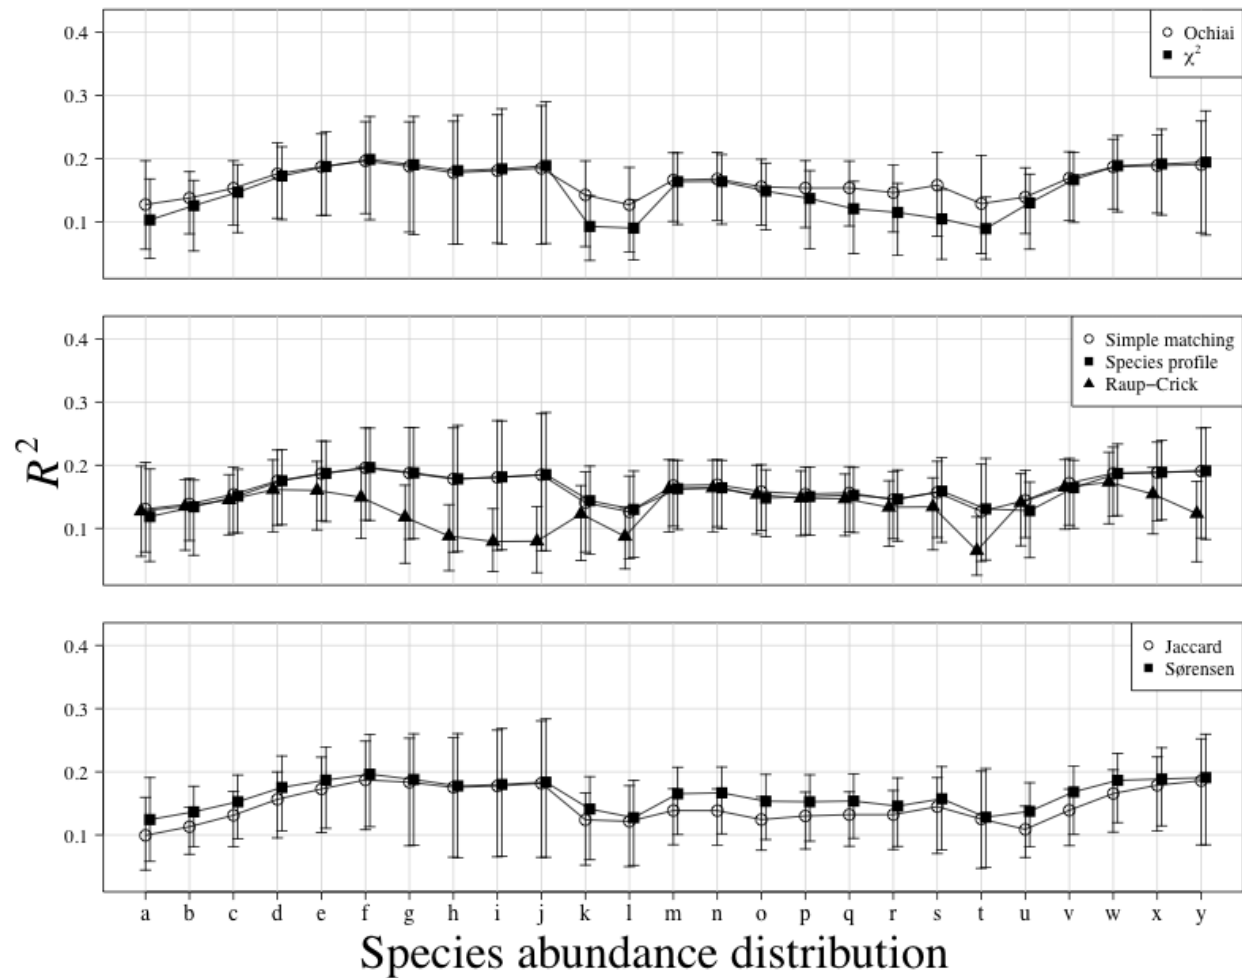 0.4
0.3
0.2
0.1
Ochiai
χ²
0.4
0.3
0.2
0.1
Simple matching
Species profile
Raup−Crick
R²
0.4
0.3
0.2
0.1
Jaccard
Sørensen
a b c d e f g h i j k l m n o p q r s t u v w x y
Species abundance distribution